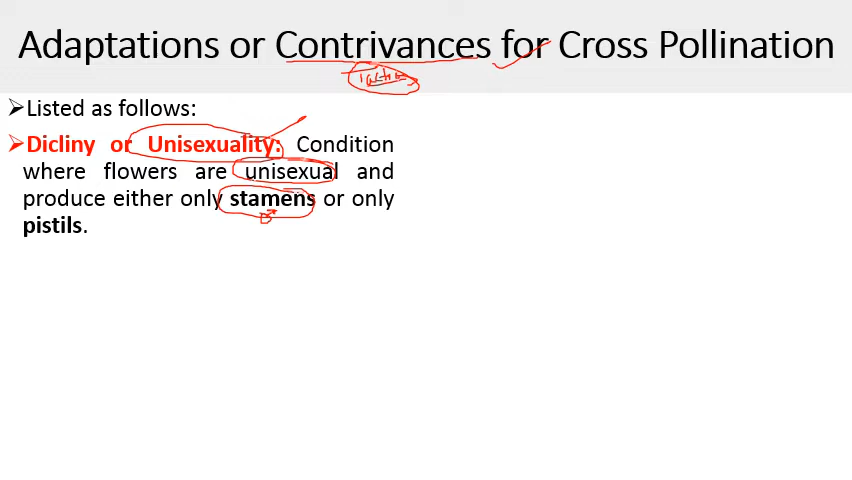 Adaptations or Contrivances for Cross Pollination
➢Listed as follows:
➢Dicliny or Unisexuality: Condition
where flowers are unisexual and
produce either only stamens or only
pistils.